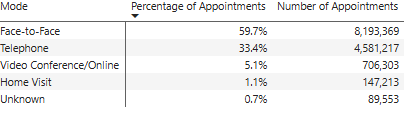 Mode Percentage of Appointments Number of Appointments
Face-to-Face 59.7% 8,193,369
Telephone 33.4% 4,581,217
Video Conference/Online 5.1% 706,303
Home Visit 1.1% 147,213
Unknown 0.7% 89,553